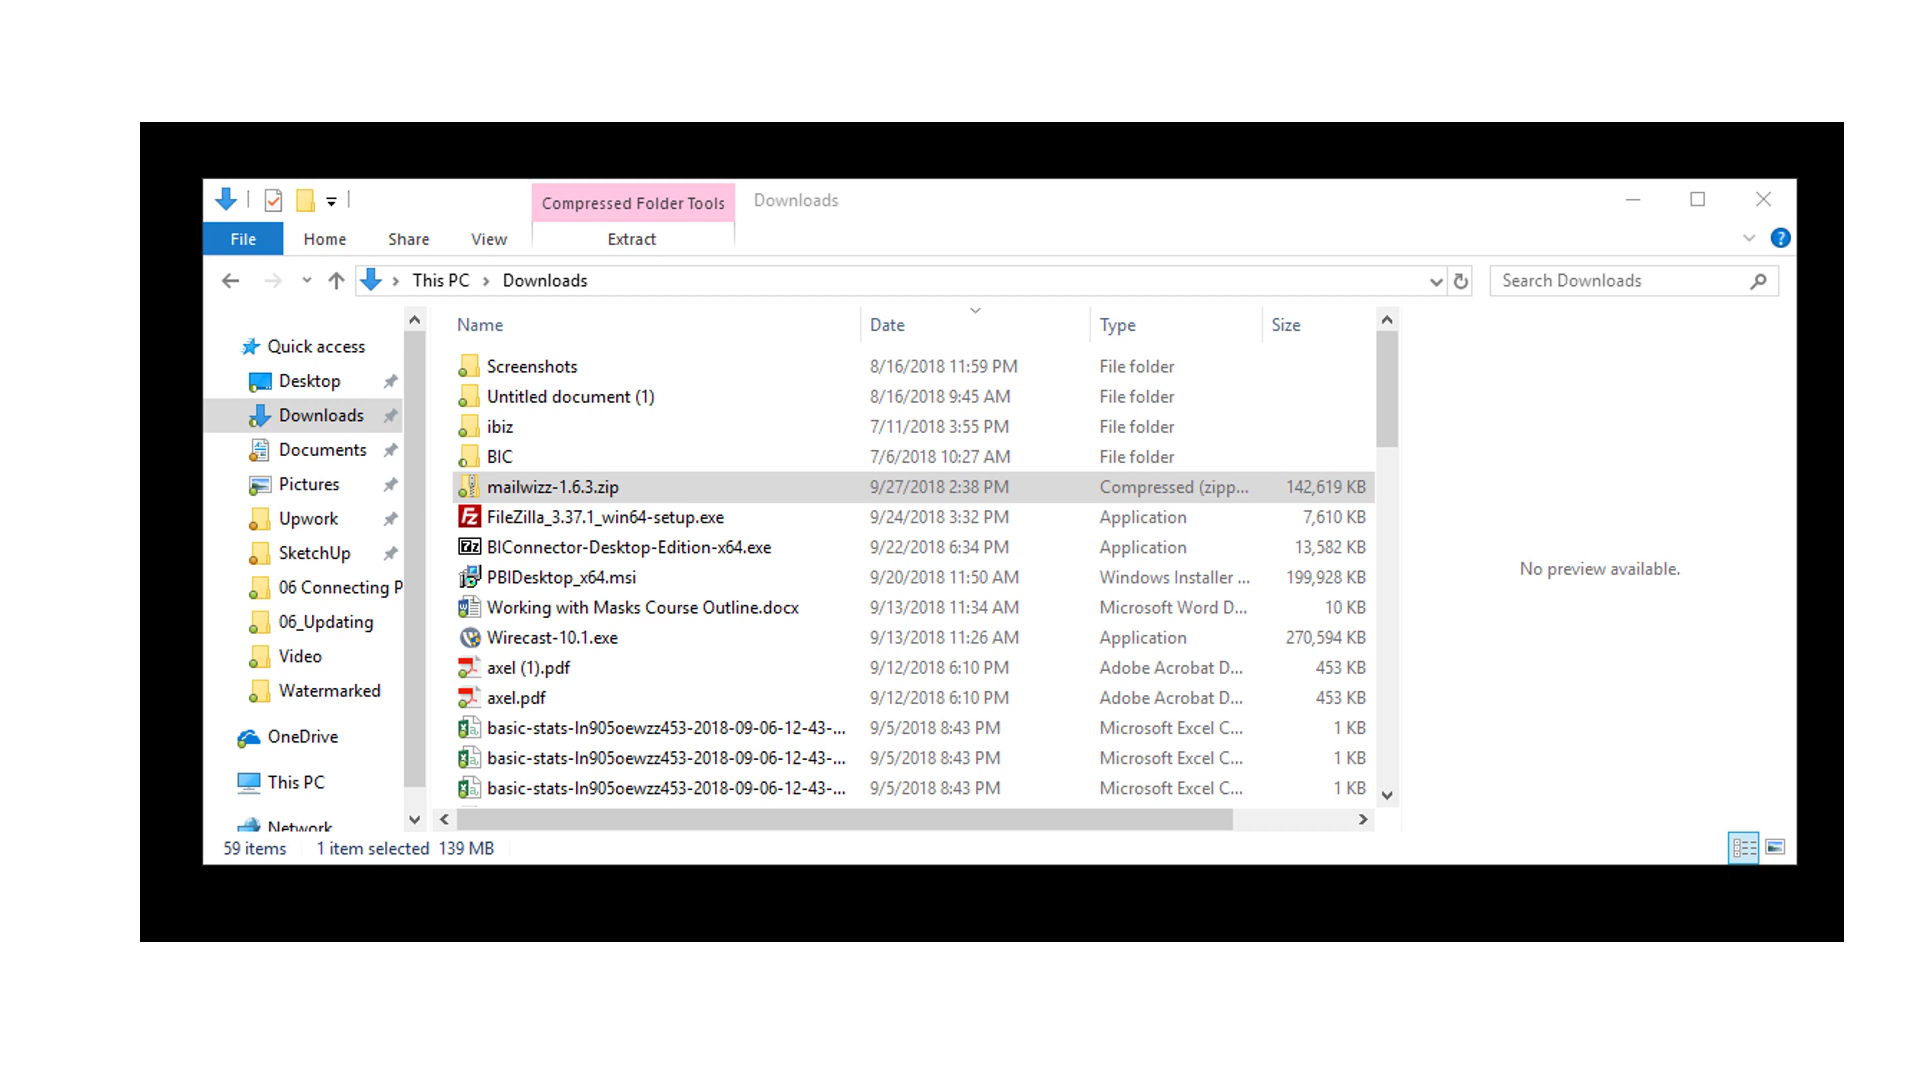 Compressed Folder Tools Downloads
File Home Share View Extract
This PC Downloads Search Downloads
Name Date Type Size
Quick access
Desktop
Downloads
Documents
Pictures
Upwork
SketchUp
06 Connecting P
06_Updating
Video
Watermarked
OneDrive
This PC
Network
Screenshots 8/16/2018 11:59 PM File folder
Untitled document (1) 8/16/2018 9:45 AM File folder
ibiz 7/11/2018 3:55 PM File folder
BIC 7/6/2018 10:27 AM File folder
mailwizz-1.6.3.zip 9/27/2018 2:38 PM Compressed (zipp... 142,619 KB
FileZilla_3.37.1_win64-setup.exe 9/24/2018 3:32 PM Application 7,610 KB
BIConnector-Desktop-Edition-x64.exe 9/22/2018 6:34 PM Application 13,582 KB
PBIDesktop_x64.msi 9/20/2018 11:50 AM Windows Installer ... 199,928 KB
Working with Masks Course Outline.docx 9/13/2018 11:34 AM Microsoft Word D... 10 KB
Wirecast-10.1.exe 9/13/2018 11:26 AM Application 270,594 KB
axel (1).pdf 9/12/2018 6:10 PM Adobe Acrobat D... 453 KB
axel.pdf 9/12/2018 6:10 PM Adobe Acrobat D... 453 KB
basic-stats-ln905oewzz453-2018-09-06-12-43-... 9/5/2018 8:43 PM Microsoft Excel C... 1 KB
basic-stats-ln905oewzz453-2018-09-06-12-43-... 9/5/2018 8:43 PM Microsoft Excel C... 1 KB
basic-stats-ln905oewzz453-2018-09-06-12-43-... 9/5/2018 8:43 PM Microsoft Excel C... 1 KB
No preview available.
59 items 1 item selected 139 MB